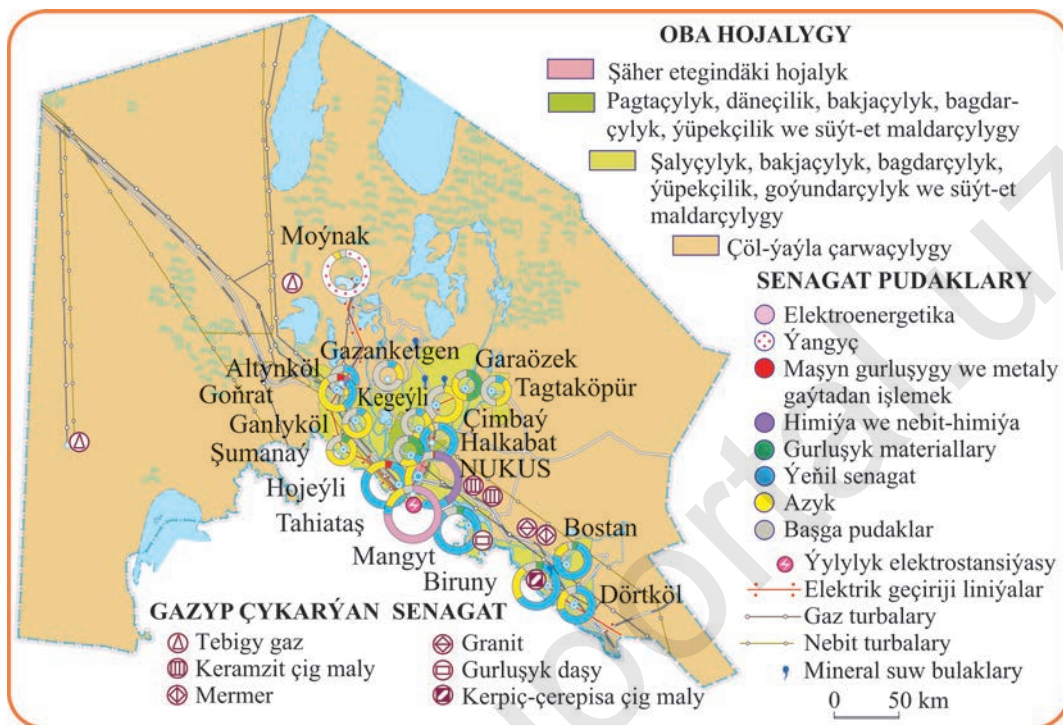 OBA HOJALYGY
Şäher etegindäki hojalyk
Pagtaçylyk, däneçilik, bakjaçylyk, bagdar-
çylyk, ýüpekçilik we süýt-et maldarçylygy
Şalyçylyk, bakjaçylyk, bagdarçylyk,
ýüpekçilik, goýundarçylyk we süýt-et
maldarçylygy
Çöl-ýaýla çarwaçylygy
SENAGAT PUDAKLARY
Elektroenergetika
Ýangyç
Maşyn gurluşygy we metaly
gaýtadan işlemek
Himiýa we nebit-himiýa
Gurluşyk materiallary
Ýeňil senagat
Azyk
Başga pudaklar
Ýylylyk elektrostansiýasy
Elektrik geçiriji liniýalar
Gaz turbalary
Nebit turbalary
Mineral suw bulaklary
0 50 km
Moýnak
Gazanketgen
Garaözek
Altynköl
Tagtaköpür
Goňrat
Kegeýli
Çimbaý
Ganlyköl
Halkabat
Şumanaý
NUKUS
Hojeýli
Tahiataş
Bostan
Mangyt
Biruny
Dörtköl
GAZYP ÇYKARÝAN SENAGAT
Tebigy gaz
Keramzit çig maly
Mermer
Granit
Gurluşyk daşy
Kerpiç-çerepisa çig maly
portel.uz